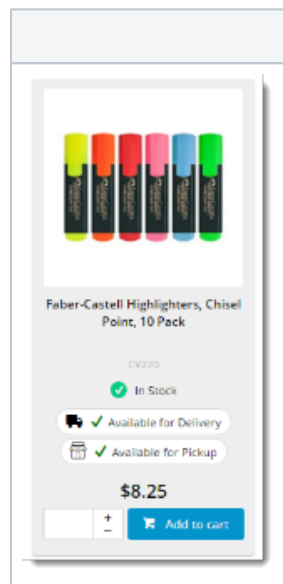 Faber-Castell Highlighters, Chisel
Point, 10 Pack
CV270
In Stock
Available for Delivery
Available for Pickup
$8.25
+
−
Add to cart